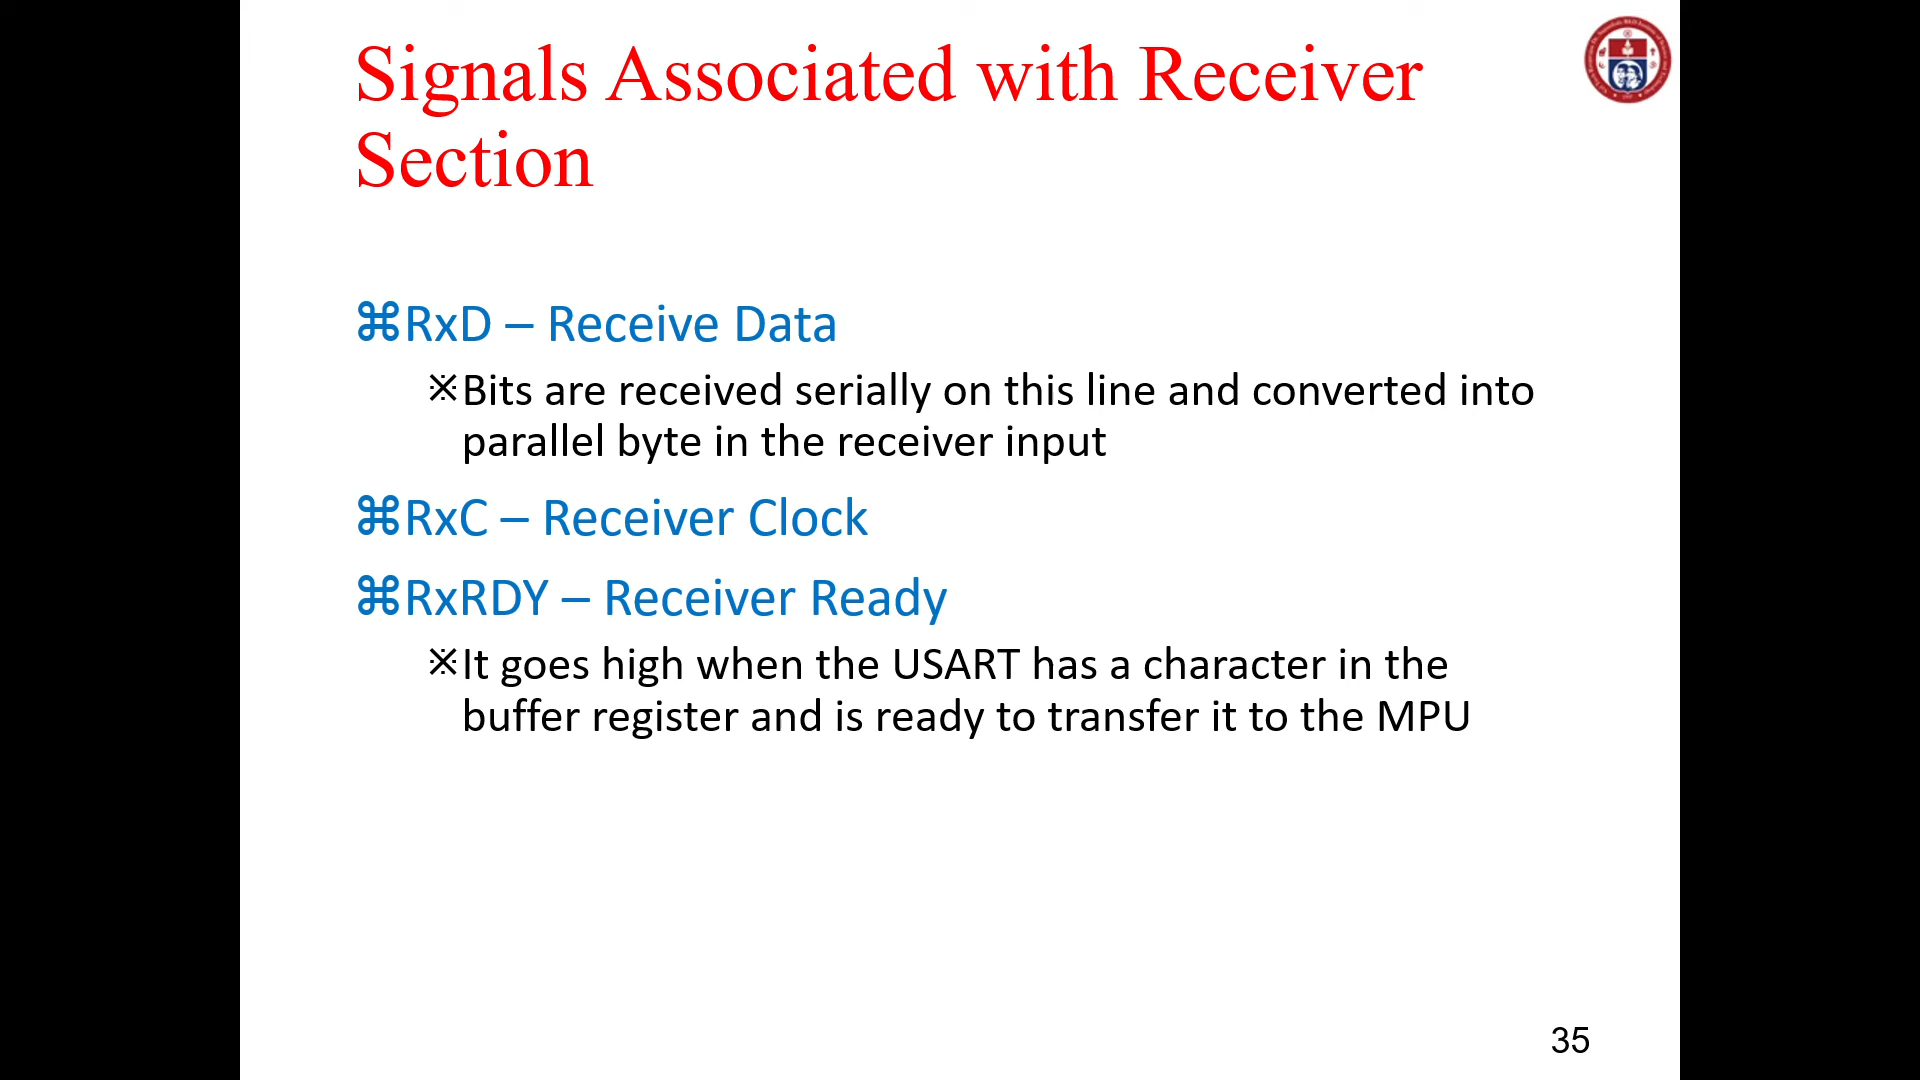 Signals Associated with Receiver
Section
⌘RxD – Receive Data
※Bits are received serially on this line and converted into
parallel byte in the receiver input
⌘RxC – Receiver Clock
⌘RxRDY – Receiver Ready
※It goes high when the USART has a character in the
buffer register and is ready to transfer it to the MPU
35